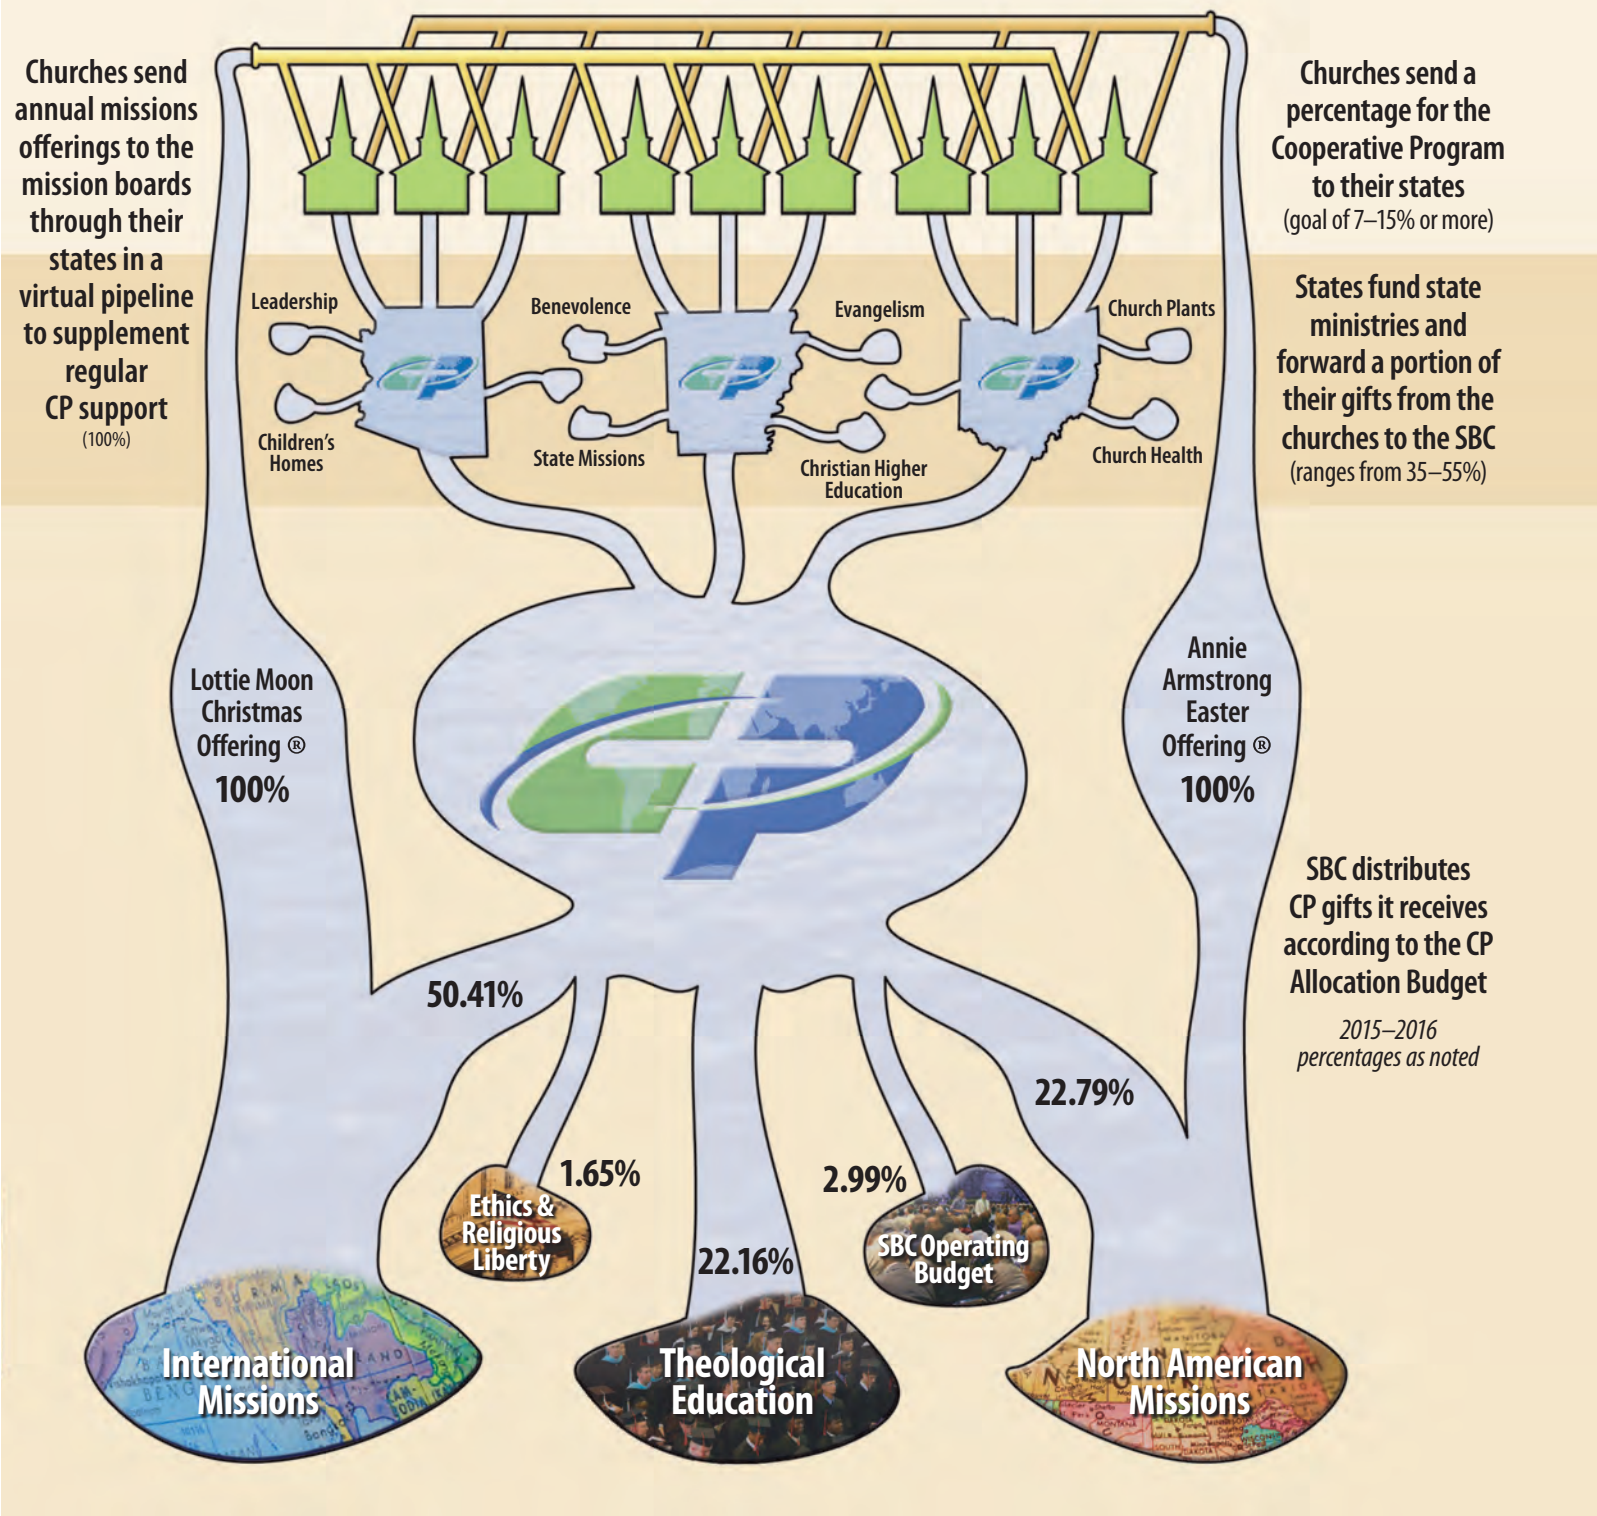 Churches send
annual missions
offerings to the
mission boards
through their
states in a
virtual pipeline
to supplement
regular
CP support
(100%)
Churches send a
percentage for the
Cooperative Program
to their states
(goal of 7–15% or more)
States fund state
ministries and
forward a portion of
their gifts from the
churches to the SBC
(ranges from 35–55%)
Leadership
Benevolence
Evangelism
Church Plants
Children's
Homes
State Missions
Christian Higher
Education
Church Health
Lottie Moon
Christmas
Offering ®
100%
Annie
Armstrong
Easter
Offering ®
100%
SBC distributes
CP gifts it receives
according to the CP
Allocation Budget
2015–2016
percentages as noted
50.41%
22.79%
1.65%
2.99%
22.16%
Ethics &
Religious
Liberty
SBC Operating
Budget
International
Missions
Theological
Education
North American
Missions